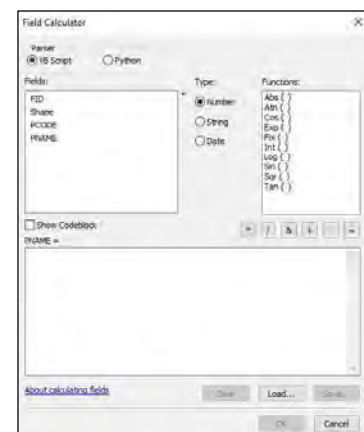 Field Calculator
Parser
VB Script Python
Fields: Type: Functions:
FID
Shape
PCODE
PNAME
Number
String
Date
Abs ( )
Atn ( )
Cos ( )
Exp ( )
Fix ( )
Int ( )
Log ( )
Sin ( )
Sqr ( )
Tan ( )
Show Codeblock
* / & + - =
PNAME =
About calculating fields Clear Load... Save...
OK Cancel